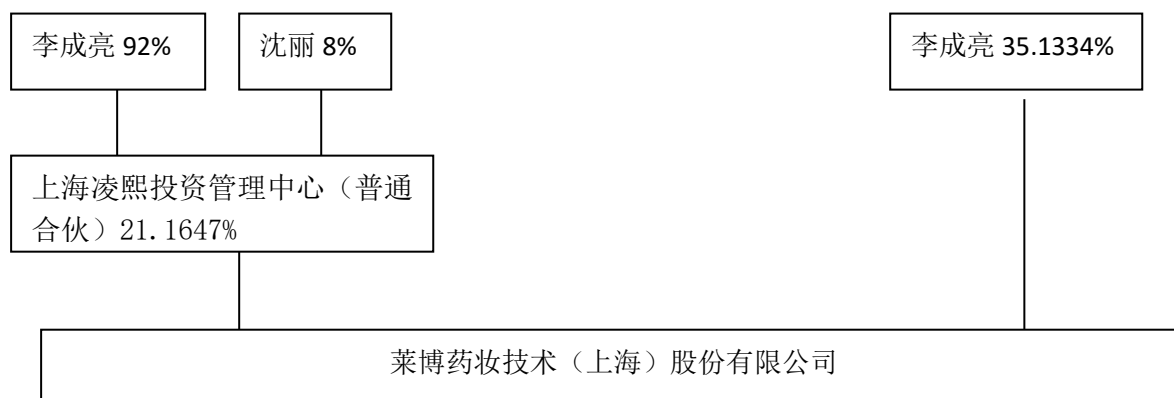 李成亮 92%
沈丽 8%
李成亮 35.1334%
上海凌熙投资管理中心（普通
合伙）21.1647%
莱博药妆技术（上海）股份有限公司